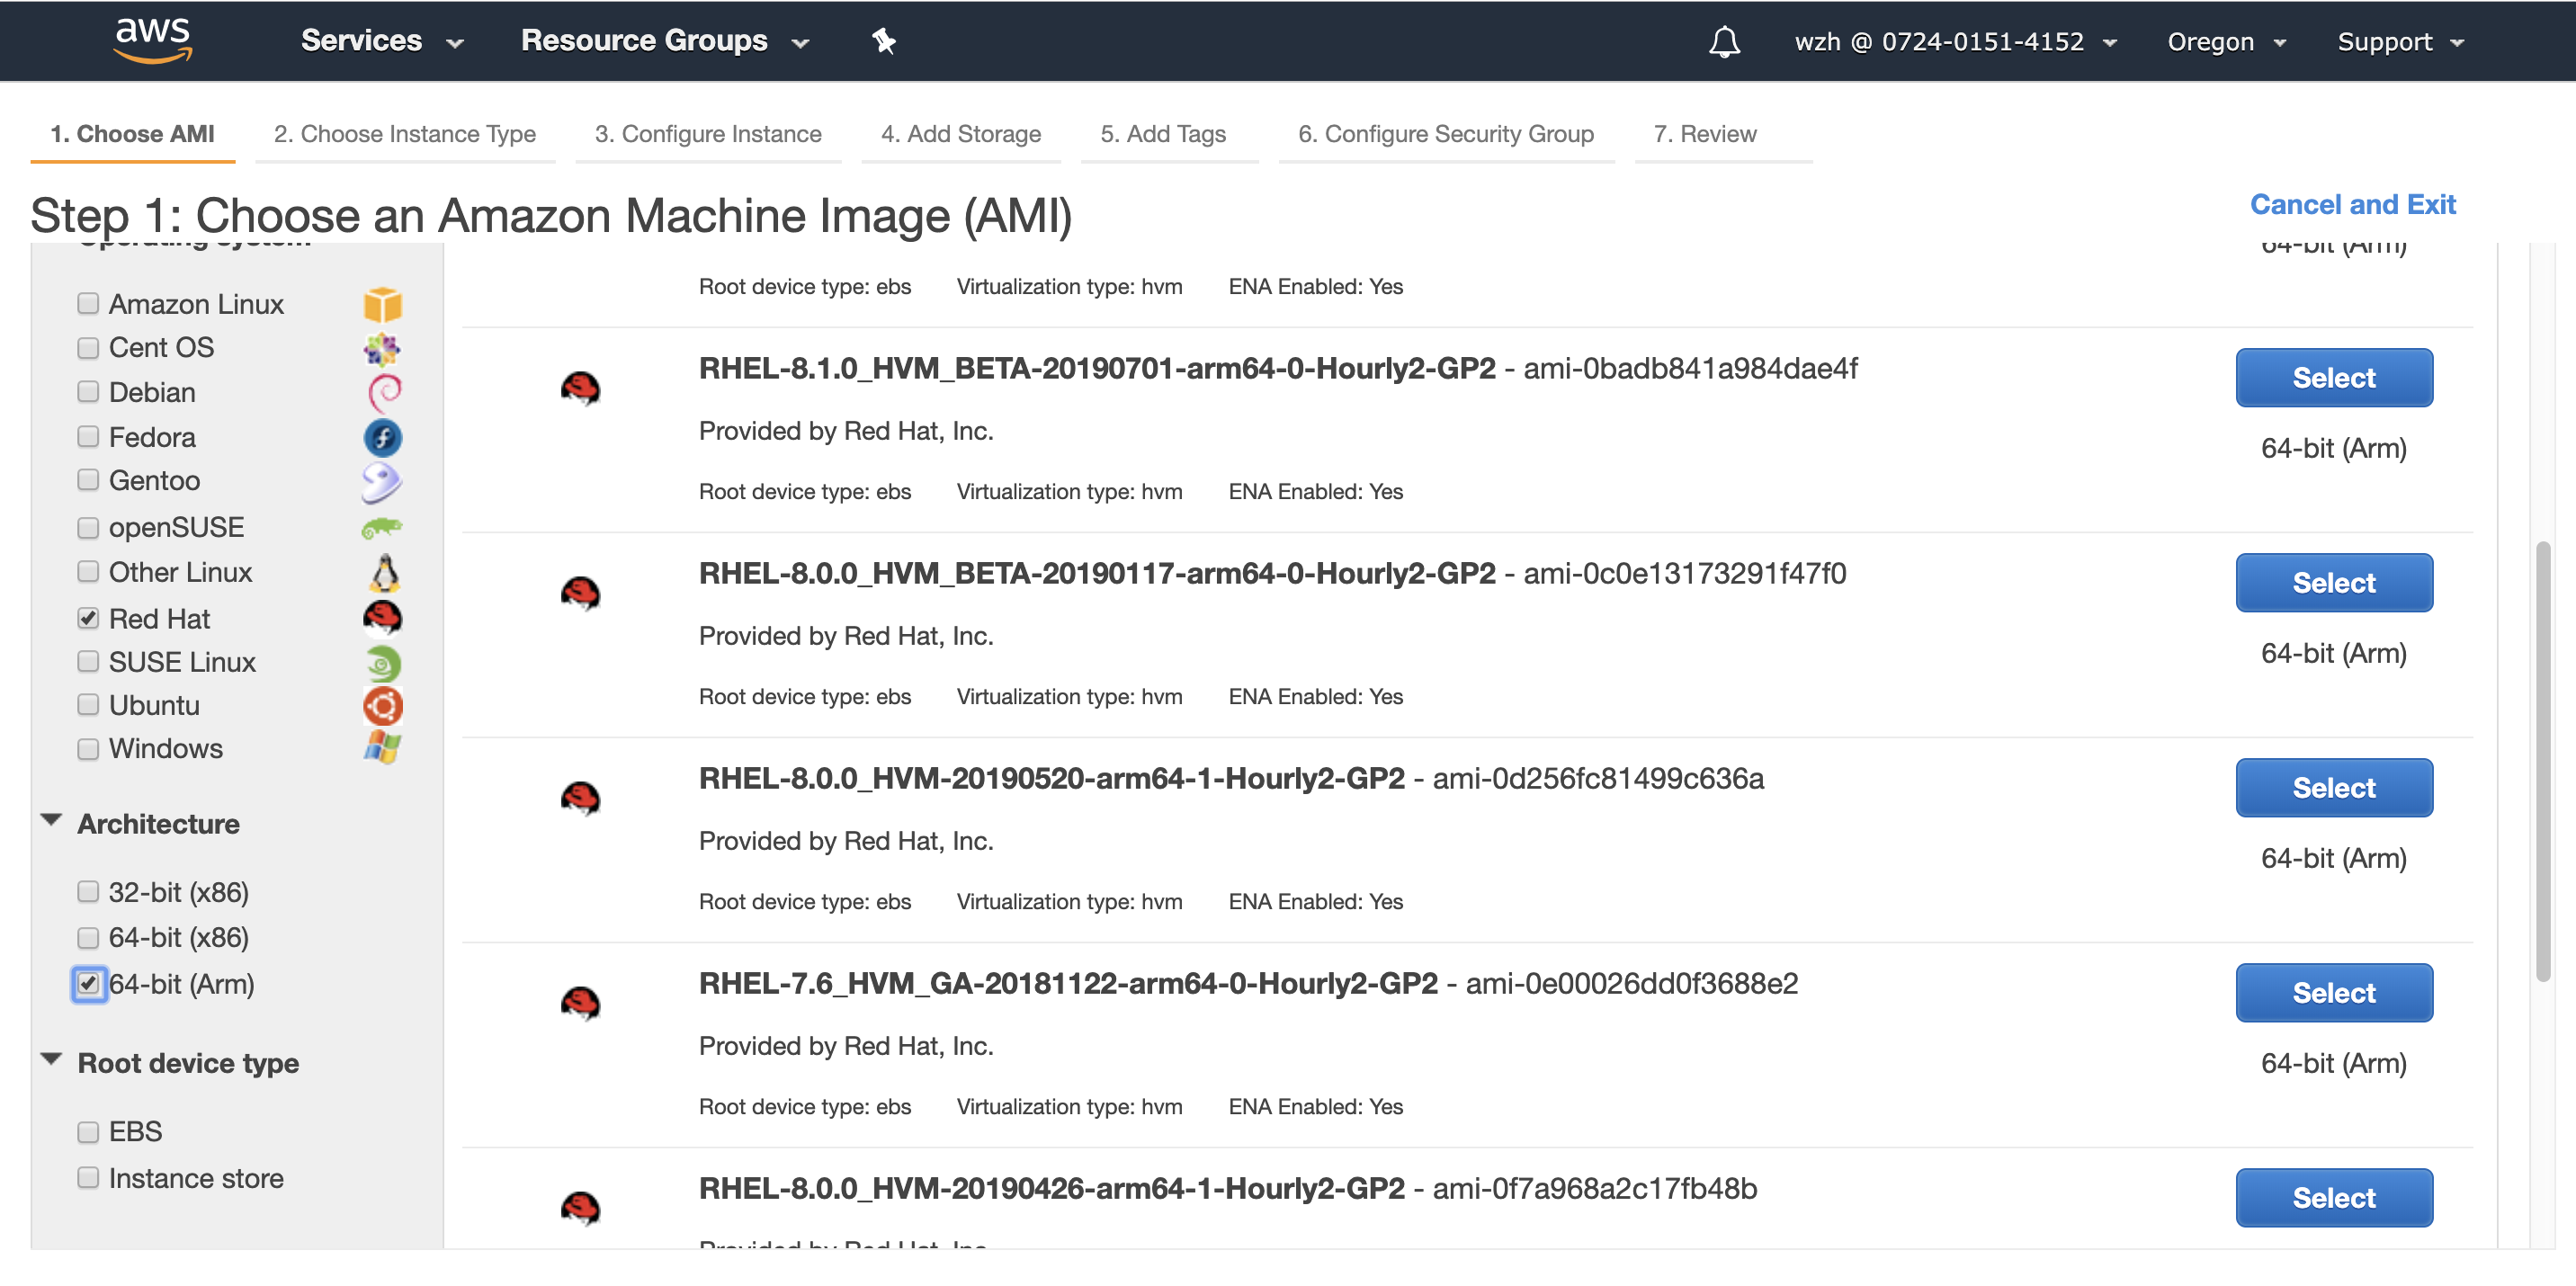 aws Services Resource Groups wzh @ 0724-0151-4152 Oregon Support
1. Choose AMI 2. Choose Instance Type 3. Configure Instance 4. Add Storage 5. Add Tags 6. Configure Security Group 7. Review
Step 1: Choose an Amazon Machine Image (AMI)
Cancel and Exit
Operating system
Amazon Linux
Cent OS
Debian
Fedora
Gentoo
openSUSE
Other Linux
Red Hat
SUSE Linux
Ubuntu
Windows
Architecture
32-bit (x86)
64-bit (x86)
64-bit (Arm)
Root device type
EBS
Instance store
64-bit (Arm)
Root device type: ebs Virtualization type: hvm ENA Enabled: Yes
RHEL-8.1.0_HVM_BETA-20190701-arm64-0-Hourly2-GP2 - ami-0badb841a984dae4f
Select
Provided by Red Hat, Inc.
64-bit (Arm)
Root device type: ebs Virtualization type: hvm ENA Enabled: Yes
RHEL-8.0.0_HVM_BETA-20190117-arm64-0-Hourly2-GP2 - ami-0c0e13173291f47f0
Select
Provided by Red Hat, Inc.
64-bit (Arm)
Root device type: ebs Virtualization type: hvm ENA Enabled: Yes
RHEL-8.0.0_HVM-20190520-arm64-1-Hourly2-GP2 - ami-0d256fc81499c636a
Select
Provided by Red Hat, Inc.
64-bit (Arm)
Root device type: ebs Virtualization type: hvm ENA Enabled: Yes
RHEL-7.6_HVM_GA-20181122-arm64-0-Hourly2-GP2 - ami-0e00026dd0f3688e2
Select
Provided by Red Hat, Inc.
64-bit (Arm)
Root device type: ebs Virtualization type: hvm ENA Enabled: Yes
RHEL-8.0.0_HVM-20190426-arm64-1-Hourly2-GP2 - ami-0f7a968a2c17fb48b
Select
Provided by Red Hat, Inc.